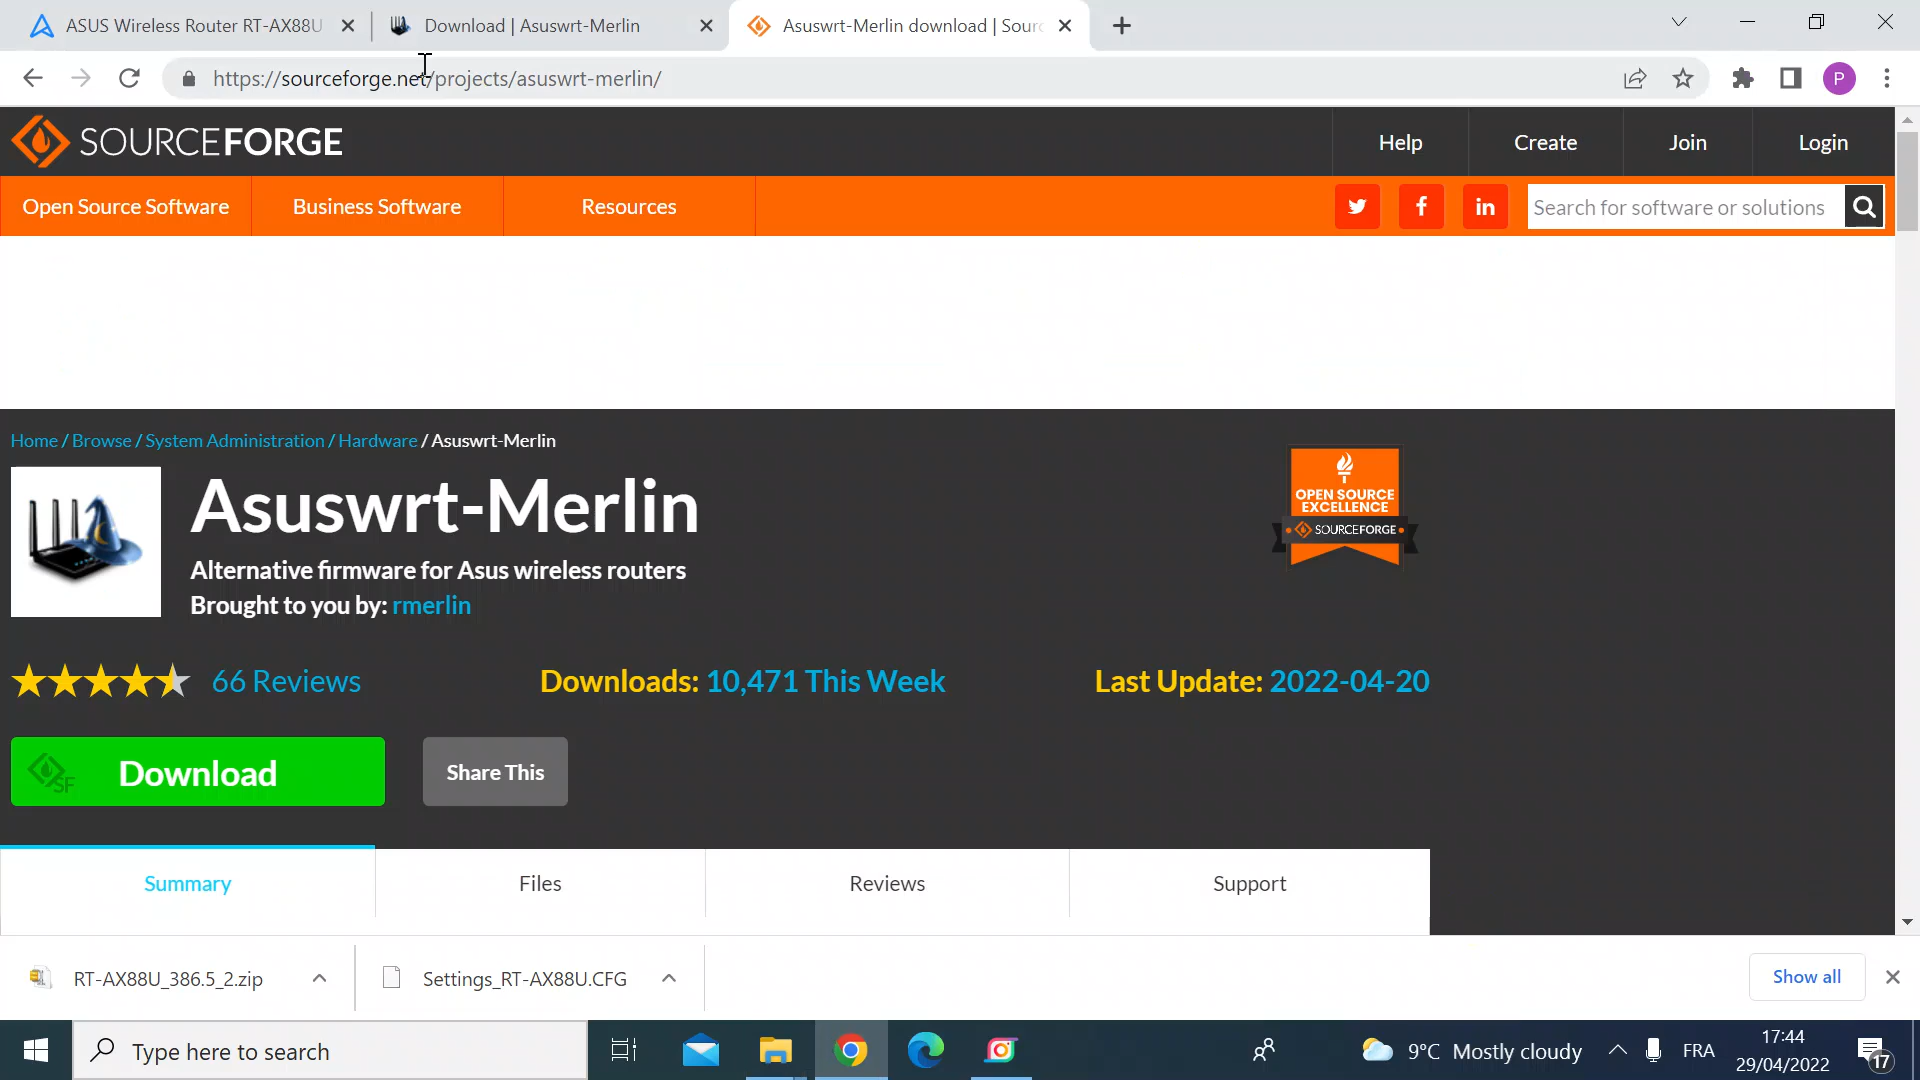 ASUS Wireless Router RT-AX88U
Download | Asuswrt-Merlin
Asuswrt-Merlin download | Sourc
https://sourceforge.net/projects/asuswrt-merlin/
P
SOURCEFORGE
Help
Create
Join
Login
Open Source Software
Business Software
Resources
Search for software or solutions
Home / Browse / System Administration / Hardware / Asuswrt-Merlin
Asuswrt-Merlin
Alternative firmware for Asus wireless routers
Brought to you by: rmerlin
OPEN SOURCE
EXCELLENCE
SOURCEFORGE
66 Reviews
Downloads: 10,471 This Week
Last Update: 2022-04-20
SF
Download
Share This
Summary
Files
Reviews
Support
RT-AX88U_386.5_2.zip
Settings_RT-AX88U.CFG
Show all
Type here to search
9°C Mostly cloudy
FRA
17:44
29/04/2022
17